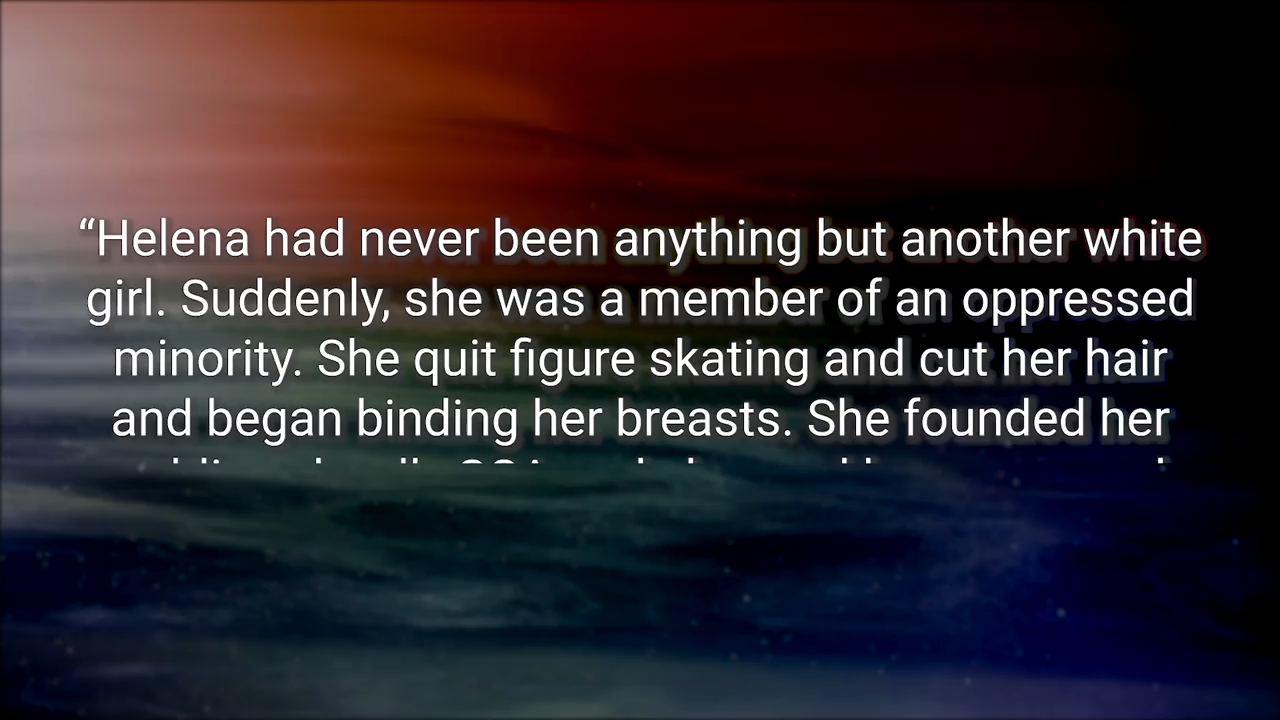 “Helena had never been anything but another white
girl. Suddenly, she was a member of an oppressed
minority. She quit figure skating and cut her hair
and began binding her breasts. She founded her